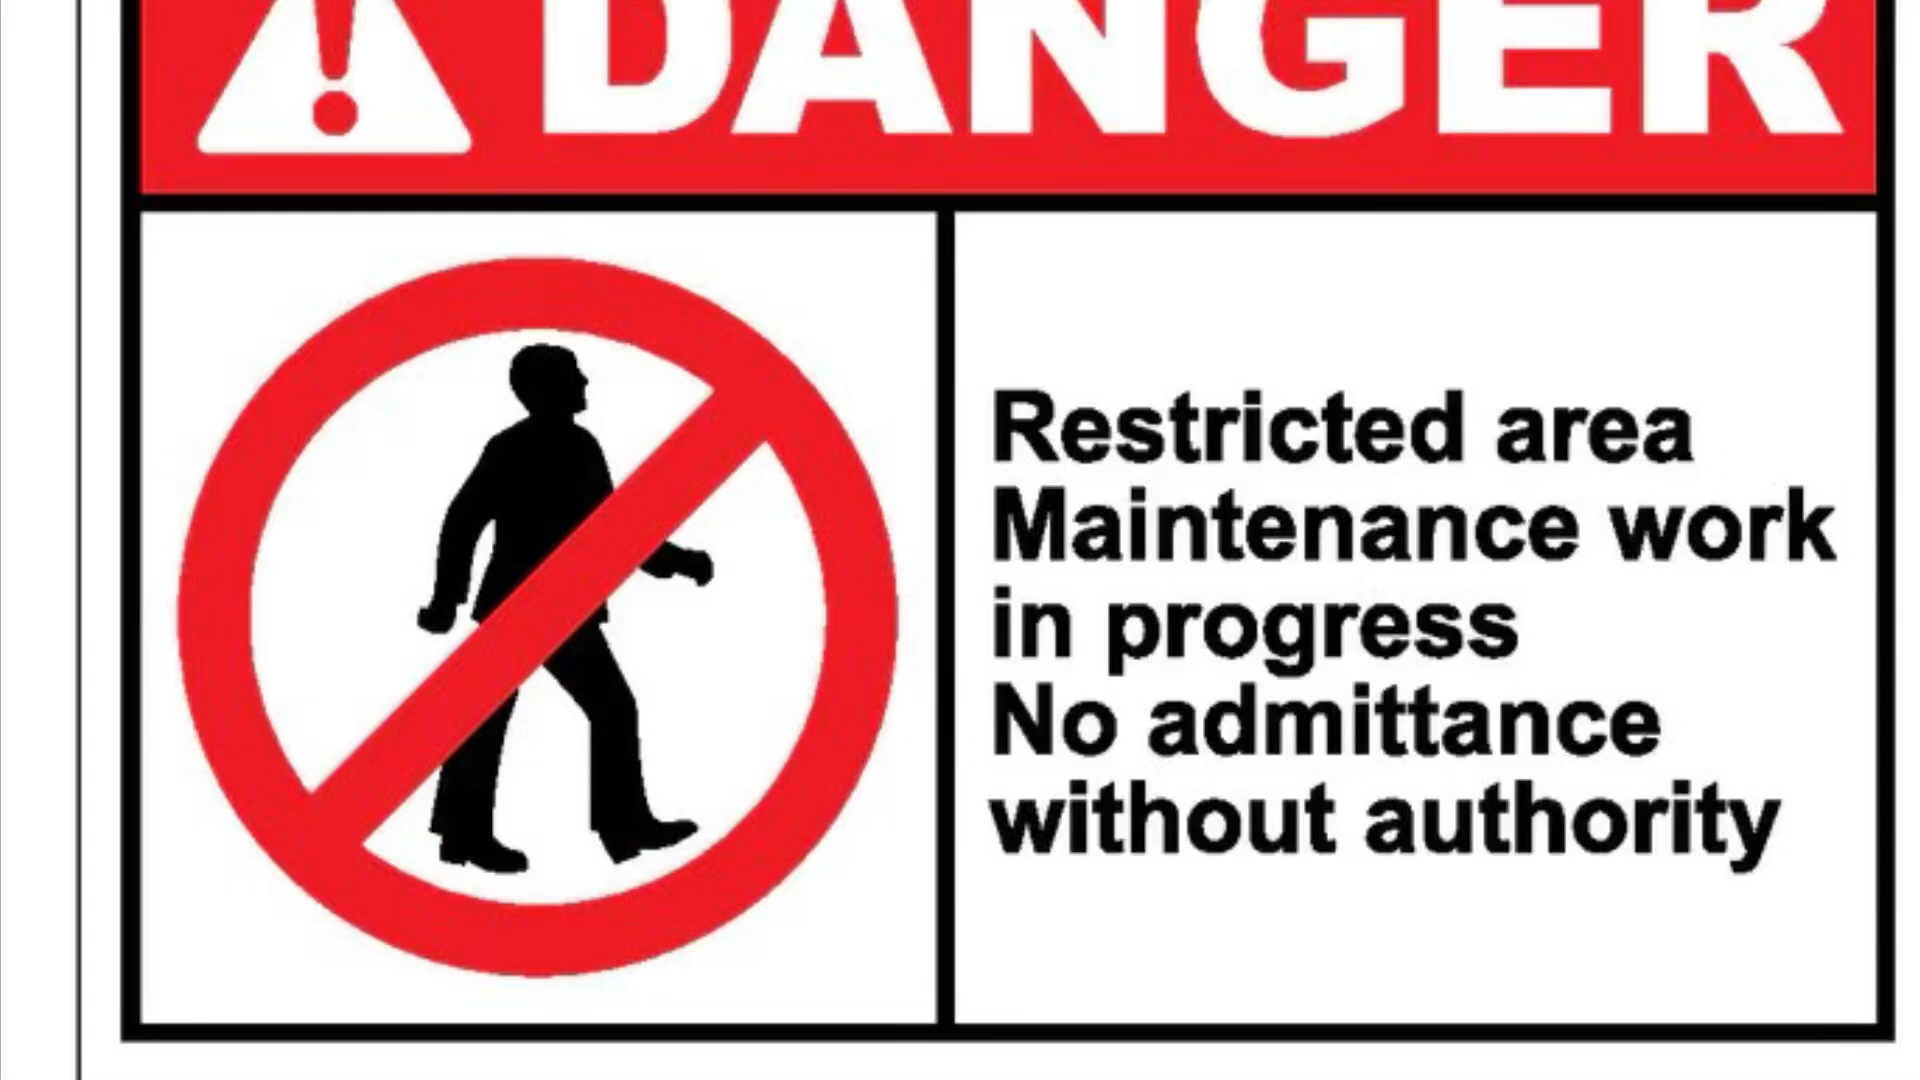 DANGER
Restricted area
Maintenance work
in progress
No admittance
without authority